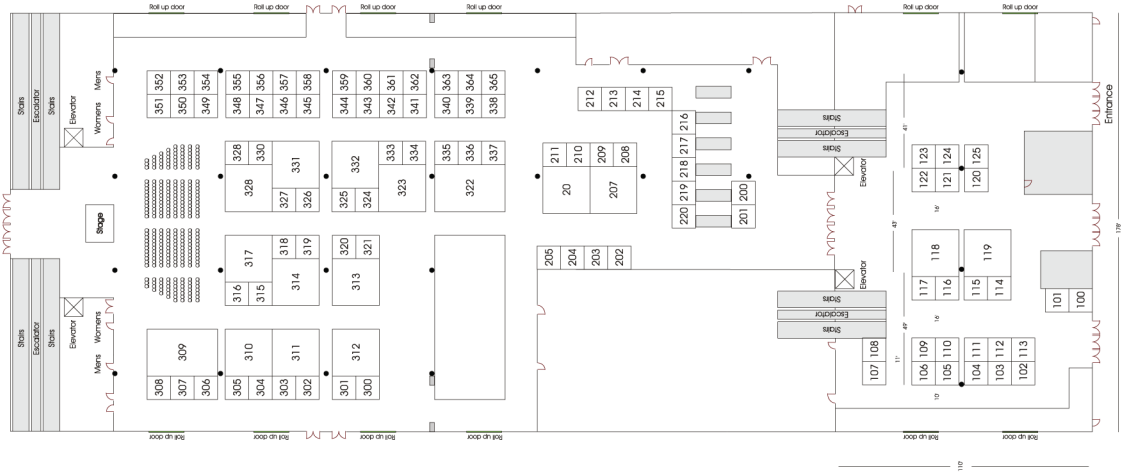 Roll up door
Roll up door
Roll up door
Roll up door
Roll up door
Roll up door
Stairs
Escalator
Stairs
Elevator
Womens
Mens
352 353 354 355 356 357 358 359 360 361 362 363 364 365
351 350 349 348 347 346 345 344 343 342 341 340 339 338
212 213 214 215
216
217
218
219 200
220 201
Stairs
Escalator
Stairs
Elevator
41'
Entrance
328 330 331 332 333 334 335 336 337
328 327 326 325 324 323 322
211 210 209 208
20 207
123 124 125
122 121 120
16'
43'
178'
Stage
317 318 319 320 321
316 315 314 313
205 204 203 202
118 119
117 116 115 114
101 100
Elevator
Stairs
Escalator
Stairs
16'
49'
11'
Stairs
Escalator
Stairs
Elevator
Womens
Mens
309 310 311 312
308 307 306 305 304 303 302 301 300
108 109 110 111 112 113
107 106 105 104 103 102
10'
Roll up door
Roll up door
Roll up door
Roll up door
Roll up door
Roll up door
110'